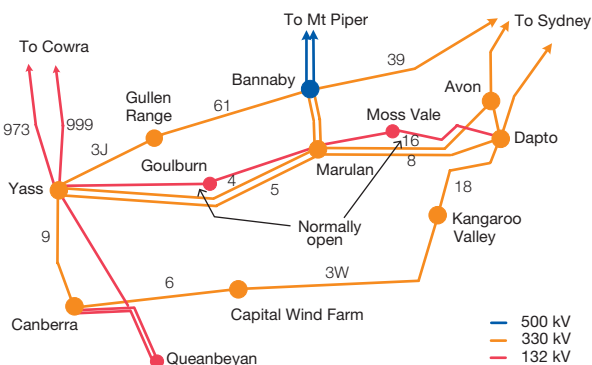 To Mt Piper
To Sydney
To Cowra
39
Bannaby
Avon
Gullen
Range
61
Moss Vale
973
999
16
Dapto
3J
Goulburn
Marulan
8
4
Yass
5
18
Normally
open
Kangaroo
Valley
9
3W
6
Canberra
Capital Wind Farm
500 kV
330 kV
132 kV
Queanbeyan